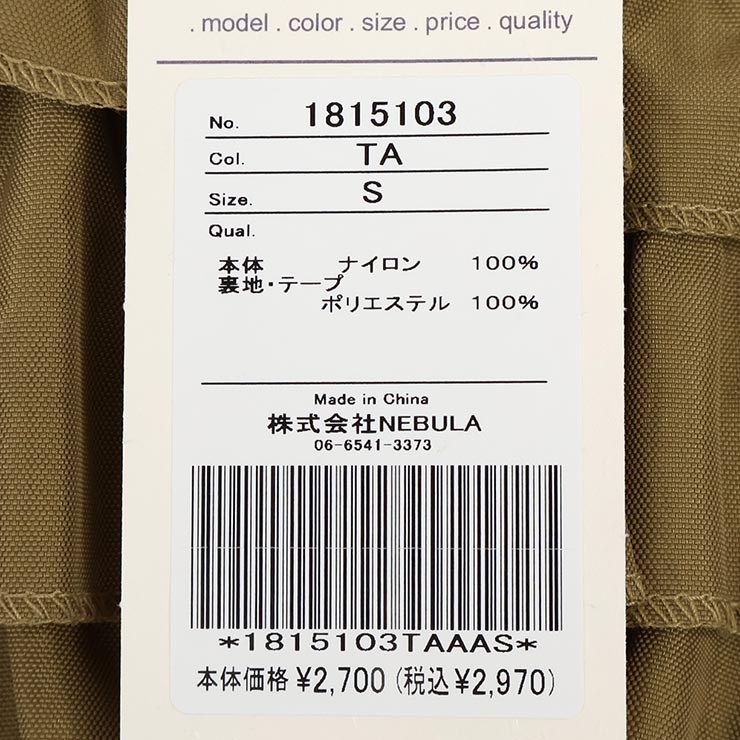 . model . color . size . price . quality
No. 1815103
Col. TA
Size. S
Qual.
本体 ナイロン 100%
裏地・テープ
ポリエステル 100%
Made in China
株式会社NEBULA
06-6541-3373
*1815103TAAAS*
本体価格 ¥2,700 (税込 ¥2,970)